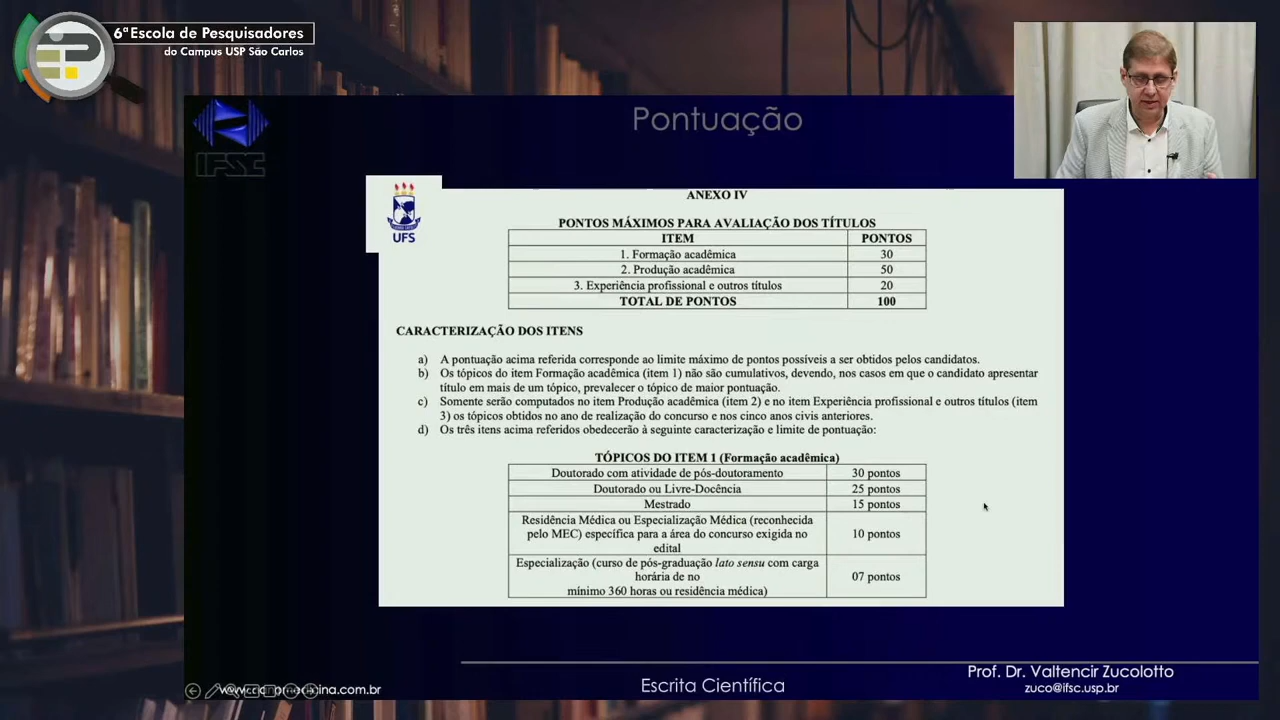 6ª Escola de Pesquisadores
do Campus USP São Carlos
IFSC
Pontuação
UFS
ANEXO IV
PONTOS MÁXIMOS PARA AVALIAÇÃO DOS TÍTULOS
ITEM PONTOS
1. Formação acadêmica 30
2. Produção acadêmica 50
3. Experiência profissional e outros títulos 20
TOTAL DE PONTOS 100
CARACTERIZAÇÃO DOS ITENS
a) A pontuação acima referida corresponde ao limite máximo de pontos possíveis a ser obtidos pelos candidatos.
b) Os tópicos do item Formação acadêmica (item 1) não são cumulativos, devendo, nos casos em que o candidato apresentar
título em mais de um tópico, prevalecer o tópico de maior pontuação.
c) Somente serão computados no item Produção acadêmica (item 2) e no item Experiência profissional e outros títulos (item
3) os tópicos obtidos no ano de realização do concurso e nos cinco anos civis anteriores.
d) Os três itens acima referidos obedecerão à seguinte caracterização e limite de pontuação:
TÓPICOS DO ITEM 1 (Formação acadêmica)
Doutorado com atividade de pós-doutoramento 30 pontos
Doutorado ou Livre-Docência 25 pontos
Mestrado 15 pontos
Residência Médica ou Especialização Médica (reconhecida
pelo MEC) específica para a área do concurso exigida no 10 pontos
edital
Especialização (curso de pós-graduação lato sensu com carga
horária de no 07 pontos
mínimo 360 horas ou residência médica)
Escrita Científica
Prof. Dr. Valtencir Zucolotto
zuco@ifsc.usp.br